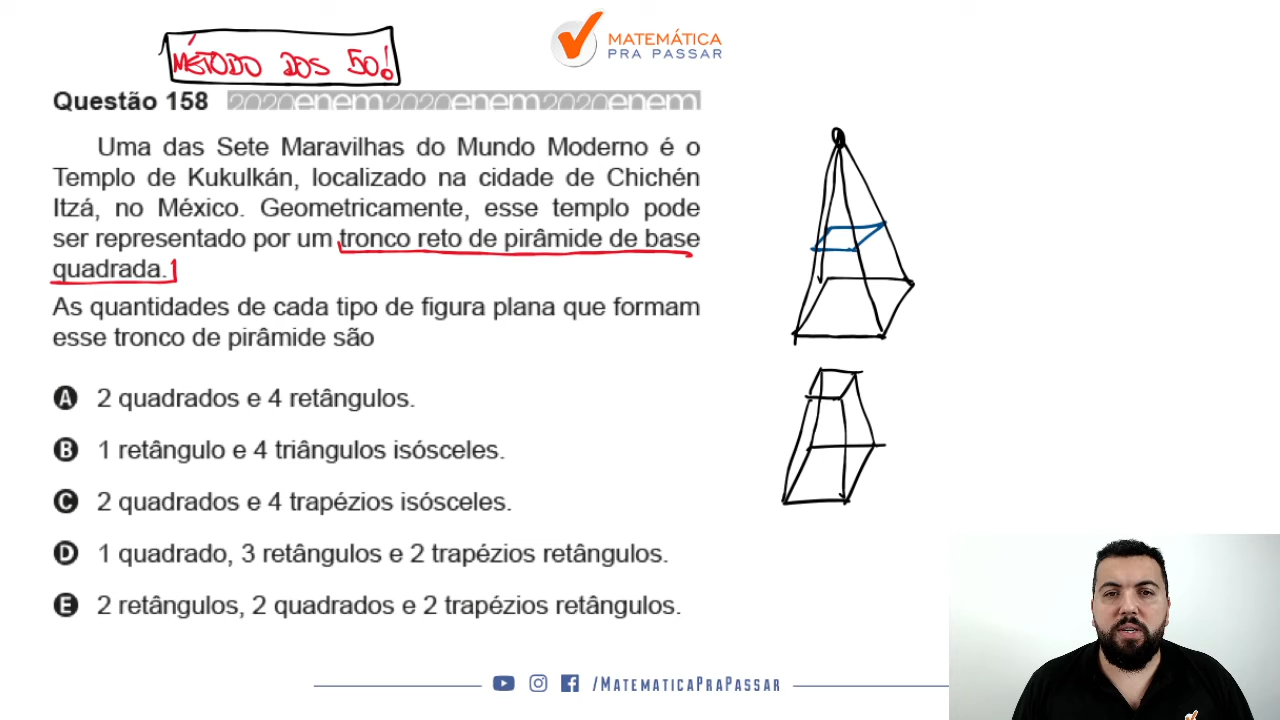 MATEMÁTICA
PRA PASSAR
MÉTODO DOS 50!
Questão 158 2020enem2020enem2020enem
Uma das Sete Maravilhas do Mundo Moderno é o
Templo de Kukulkán, localizado na cidade de Chichén
Itzá, no México. Geometricamente, esse templo pode
ser representado por um tronco reto de pirâmide de base
quadrada.
As quantidades de cada tipo de figura plana que formam
esse tronco de pirâmide são
A 2 quadrados e 4 retângulos.
B 1 retângulo e 4 triângulos isósceles.
C 2 quadrados e 4 trapézios isósceles.
D 1 quadrado, 3 retângulos e 2 trapézios retângulos.
E 2 retângulos, 2 quadrados e 2 trapézios retângulos.
/MATEMATICAPRAPASSAR